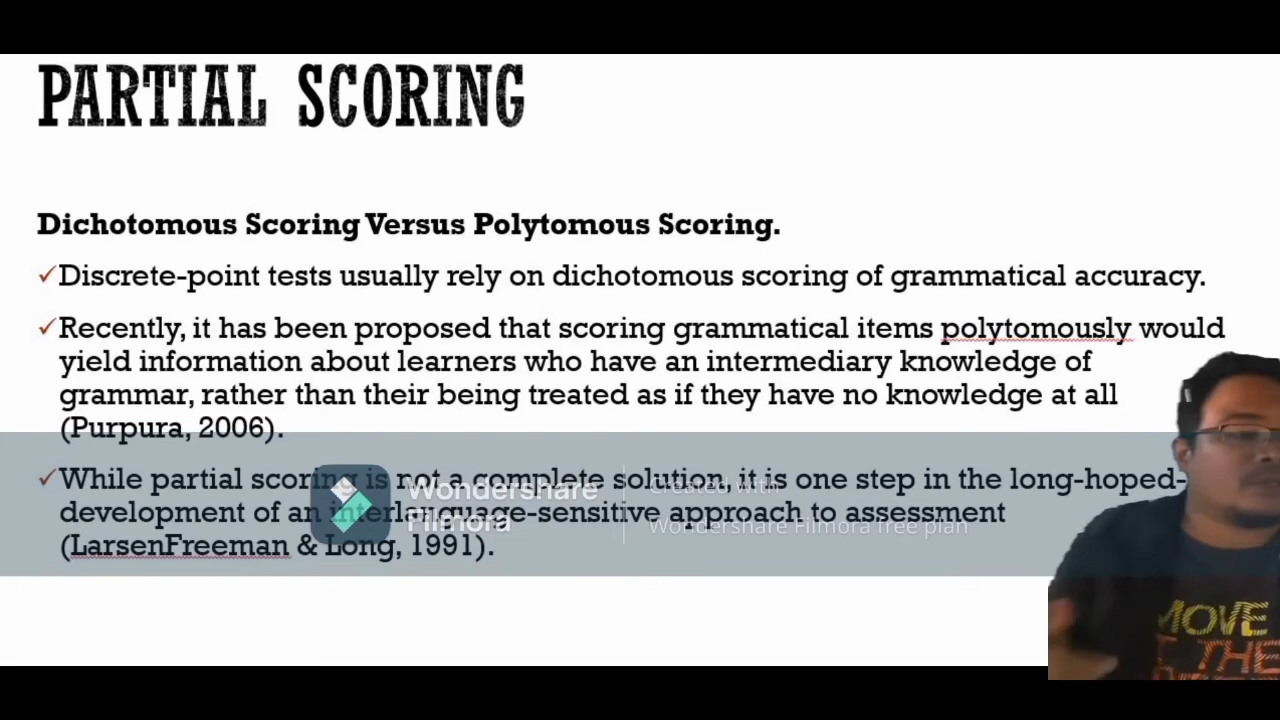 PARTIAL SCORING
Dichotomous Scoring Versus Polytomous Scoring.
✓Discrete-point tests usually rely on dichotomous scoring of grammatical accuracy.
✓Recently, it has been proposed that scoring grammatical items polytomously would
yield information about learners who have an intermediary knowledge of
grammar, rather than their being treated as if they have no knowledge at all
(Purpura, 2006).
✓While partial scoring is not a complete solution, it is one step in the long-hoped-
development of an interlanguage-sensitive approach to assessment
(LarsenFreeman & Long, 1991).
Wondershare
Filmora
Created with
Wondershare Filmora free plan
MOVE
THE